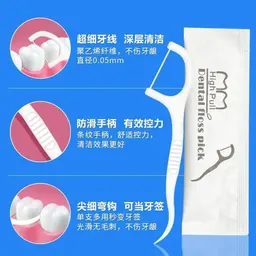 超细牙线 深层清洁
聚乙烯纤维，不伤牙龈
直径0.05mm
防滑手柄 有效控力
条纹手柄，舒适控力，
清洁效果更好
尖细弯钩 可当牙签
单支多用秒变牙签
光滑无毛刺，不伤牙龈
High Pull
Dental floss pick